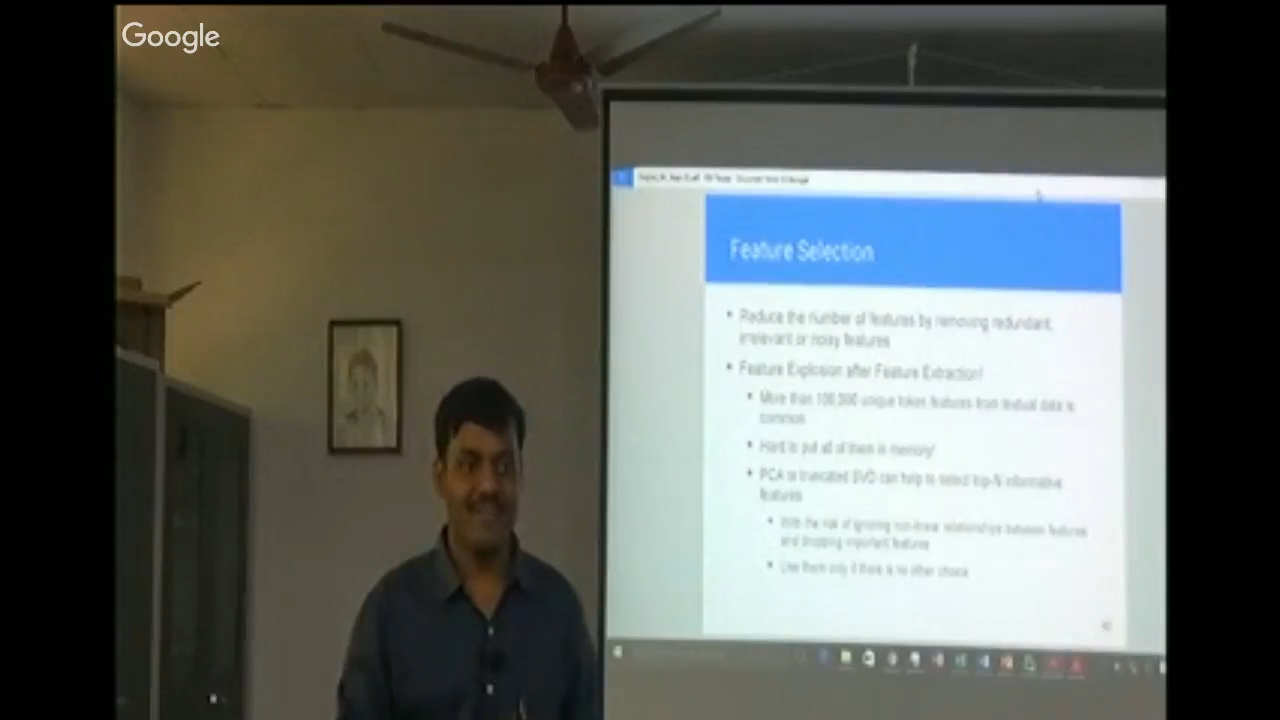 Google
Feature Selection
• Reduce the number of features by removing redundant,
irrelevant or noisy features
• Feature Explosion after Feature Extraction!
• More than 100,000 unique token features from textual data is
common
• Hard to put all of them in memory!
• PCA or truncated SVD can help to select top-N informative
features
• With the risk of ignoring non-linear relationships between features
and dropping important features
• Use them only if there is no other choice